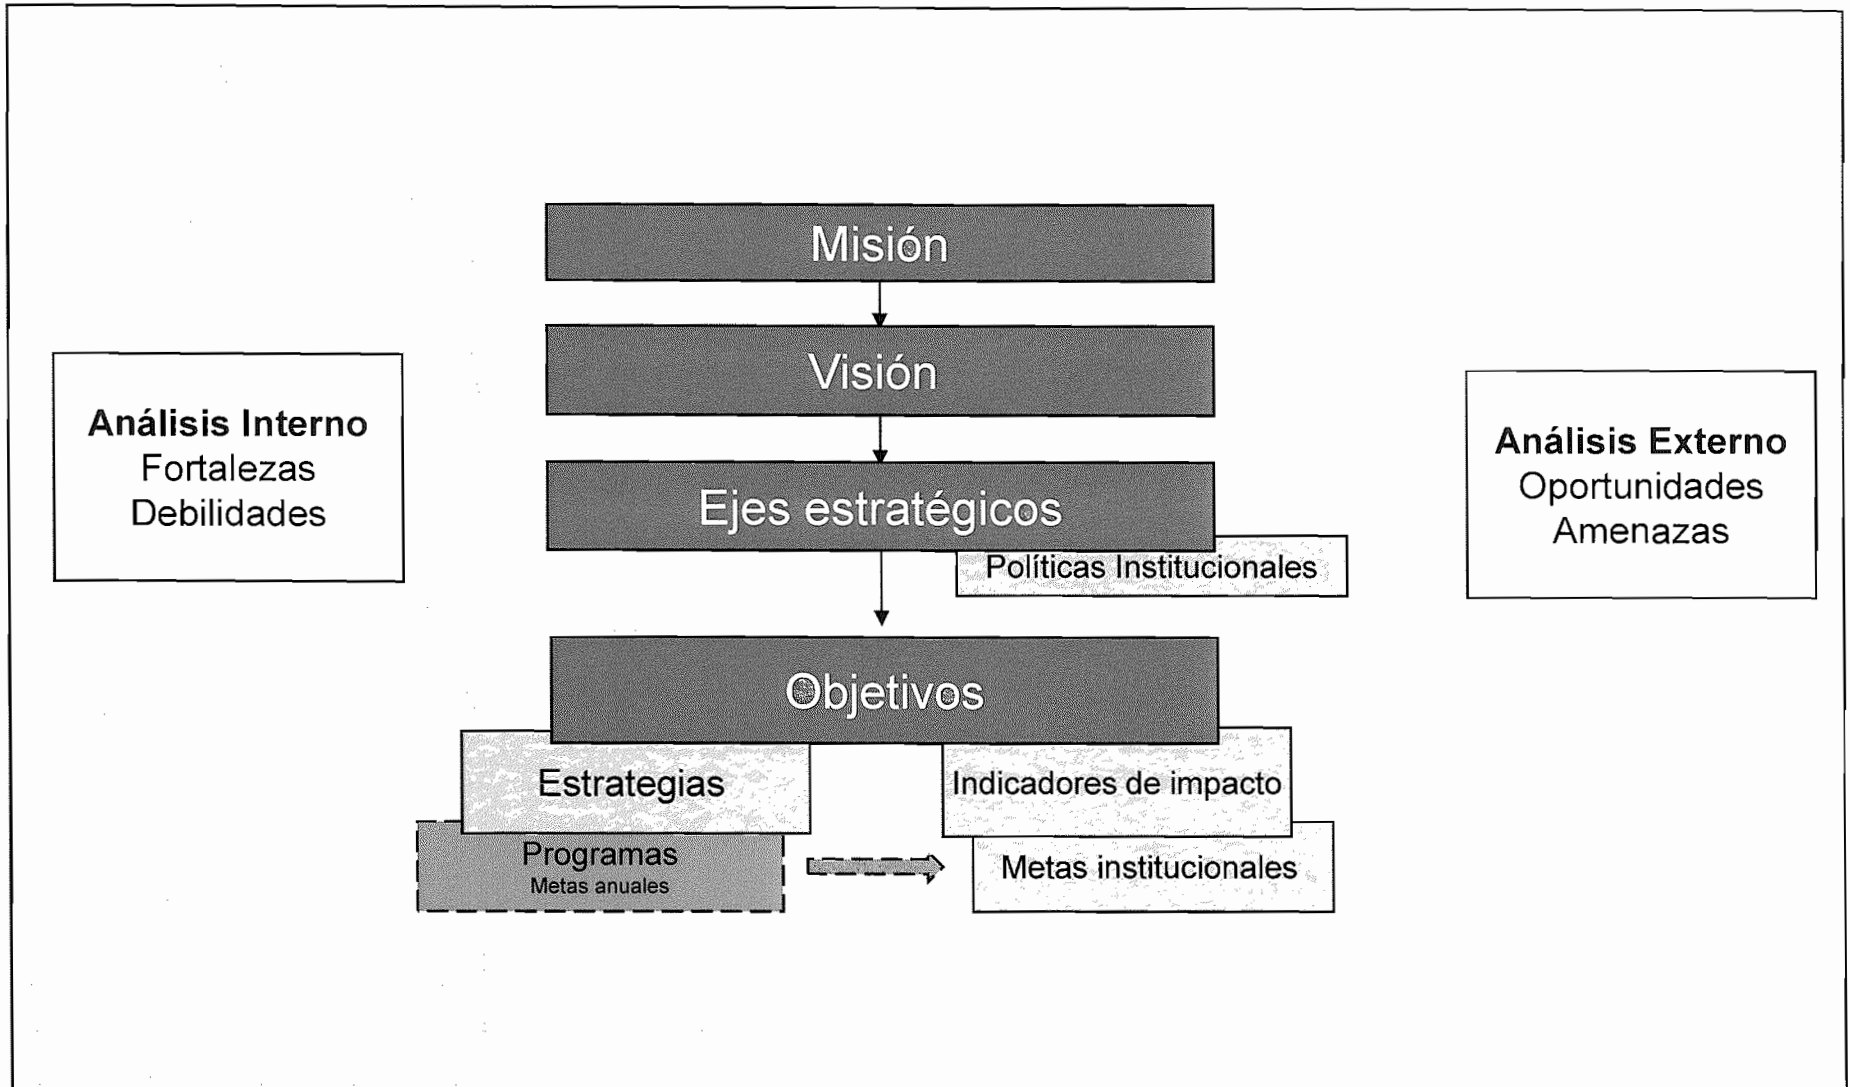 Misión
Visión
Análisis Interno
Fortalezas
Debilidades
Ejes estratégicos
Políticas Institucionales
Análisis Externo
Oportunidades
Amenazas
Objetivos
Estrategias
Indicadores de impacto
Programas
Metas anuales
Metas institucionales